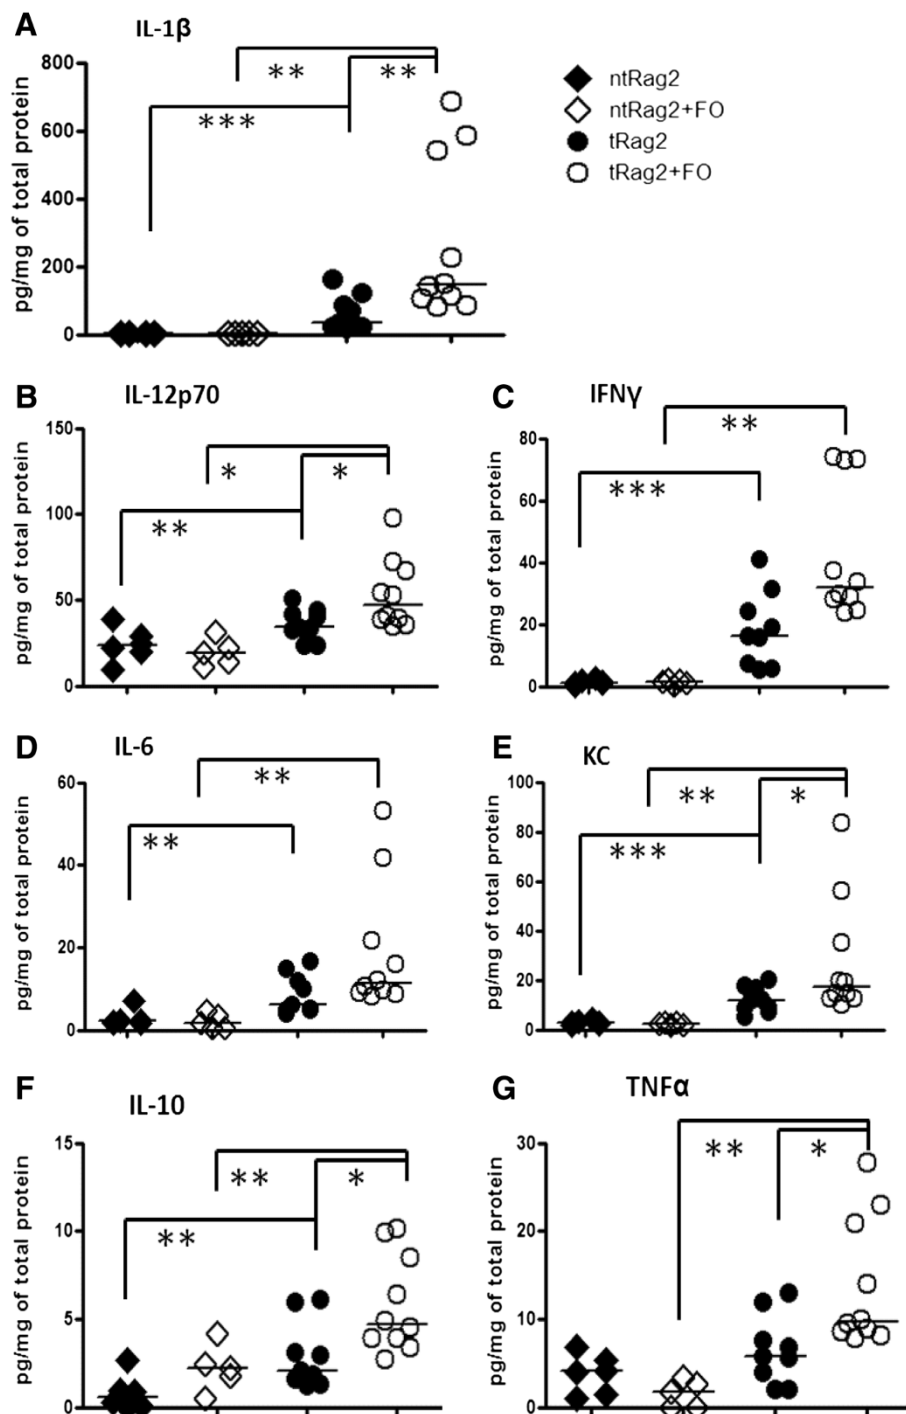 A IL-1β
pg/mg of total protein
800
600
400
200
0
** **
***
ntRag2
ntRag2+FO
tRag2
tRag2+FO
B IL-12p70
pg/mg of total protein
150
100
50
0
* *
**
C IFNγ
pg/mg of total protein
80
60
40
20
0
**
***
D IL-6
pg/mg of total protein
60
40
20
0
**
**
E KC
pg/mg of total protein
100
80
60
40
20
0
** *
***
F IL-10
pg/mg of total protein
15
10
5
0
** *
**
G TNFα
pg/mg of total protein
30
20
10
0
** *